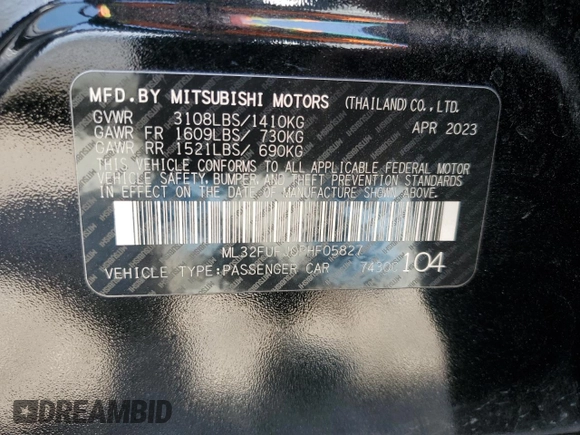 MFD.BY MITSUBISHI MOTORS (THAILAND)CO.,LTD.
GVWR 3108LBS/1410KG APR 2023
GAWR FR 1609LBS/ 730KG
GAWR RR 1521LBS/ 690KG
THIS VEHICLE CONFORMS TO ALL APPLICABLE FEDERAL MOTOR
VEHICLE SAFETY, BUMPER, AND THEFT PREVENTION STANDARDS
IN EFFECT ON THE DATE OF MANUFACTURE SHOWN ABOVE.
VEHICLE TYPE:PASSENGER CAR 74300 104
DREAMBID